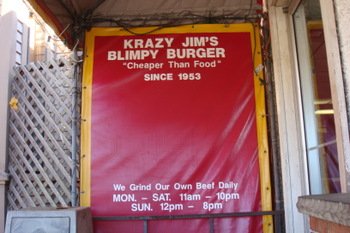 KRAZY JIM'S
BLIMPY BURGER
"Cheaper Than Food"
SINCE 1953
We Grind Our Own Beef Daily
MON. - SAT. 11am - 10pm
SUN. 12pm - 8pm